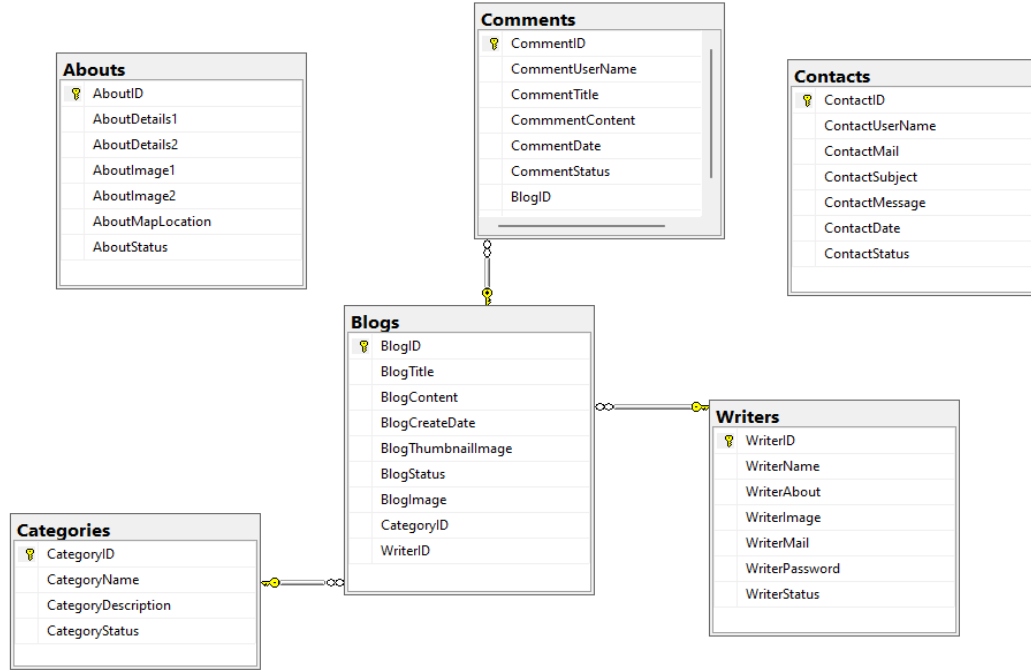 Comments
CommentID
CommentUserName
CommentTitle
CommmentContent
CommentDate
CommentStatus
BlogID
Abouts
AboutID
AboutDetails1
AboutDetails2
AboutImage1
AboutImage2
AboutMapLocation
AboutStatus
Contacts
ContactID
ContactUserName
ContactMail
ContactSubject
ContactMessage
ContactDate
ContactStatus
Blogs
BlogID
BlogTitle
BlogContent
BlogCreateDate
BlogThumbnailImage
BlogStatus
BlogImage
CategoryID
WriterID
Writers
WriterID
WriterName
WriterAbout
WriterImage
WriterMail
WriterPassword
WriterStatus
Categories
CategoryID
CategoryName
CategoryDescription
CategoryStatus